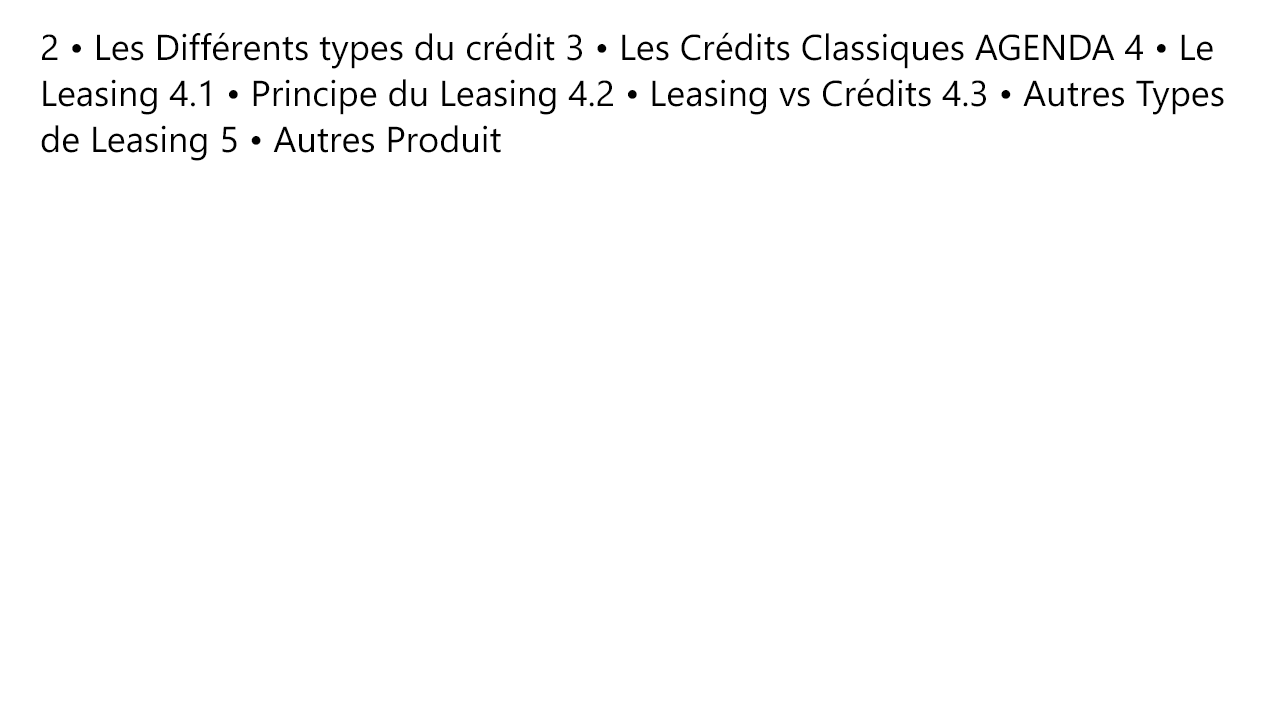 2 • Les Différents types du crédit 3 • Les Crédits Classiques AGENDA 4 • Le
Leasing 4.1 • Principe du Leasing 4.2 • Leasing vs Crédits 4.3 • Autres Types
de Leasing 5 • Autres Produit